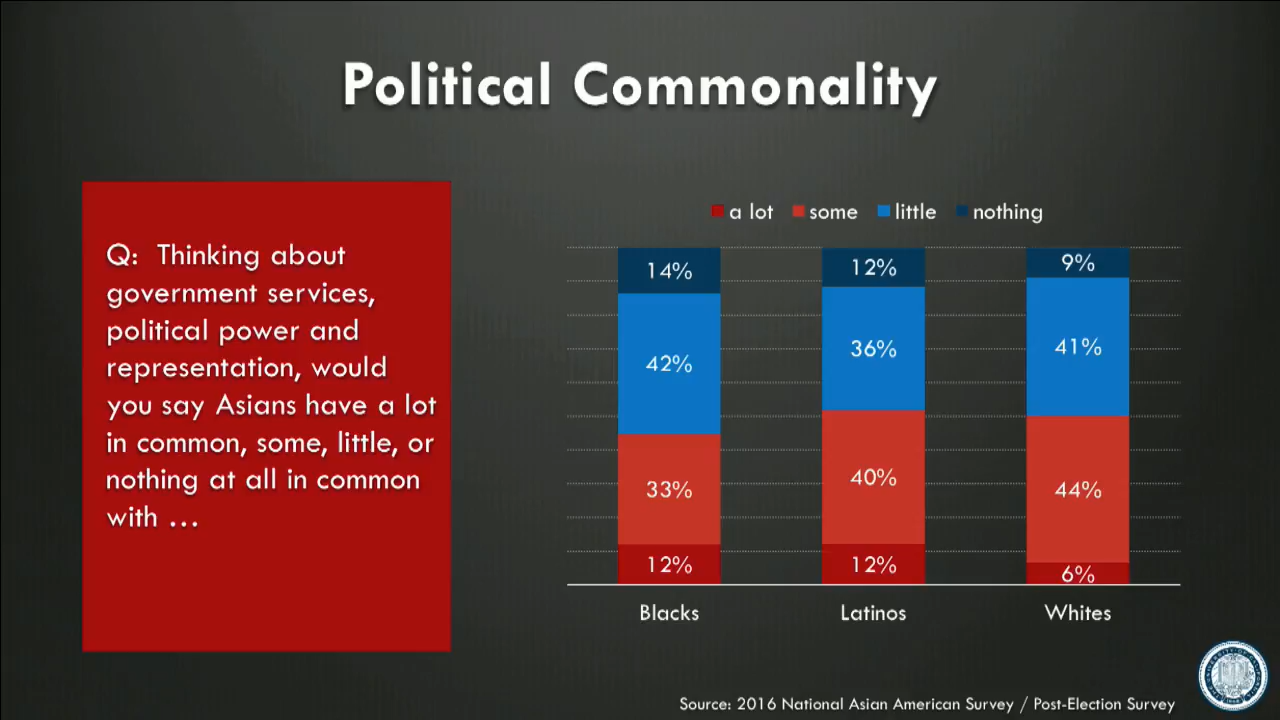 Political Commonality
Q: Thinking about
government services,
political power and
representation, would
you say Asians have a lot
in common, some, little, or
nothing at all in common
with ...
a lot some little nothing
14% 12% 9%
42% 36% 41%
33% 40% 44%
12% 12% 6%
Blacks Latinos Whites
Source: 2016 National Asian American Survey / Post-Election Survey